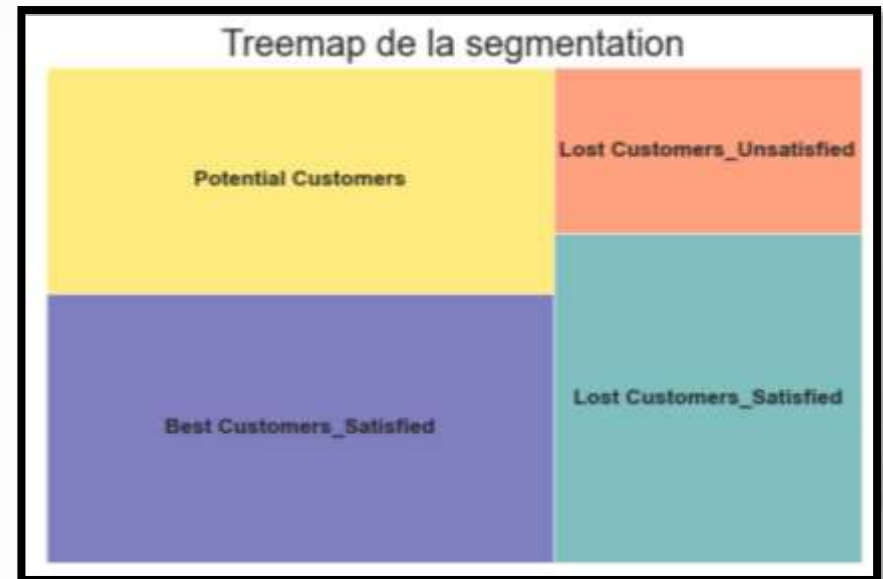 Treemap de la segmentation
Potential Customers
Lost Customers_Unsatisfied
Best Customers_Satisfied
Lost Customers_Satisfied